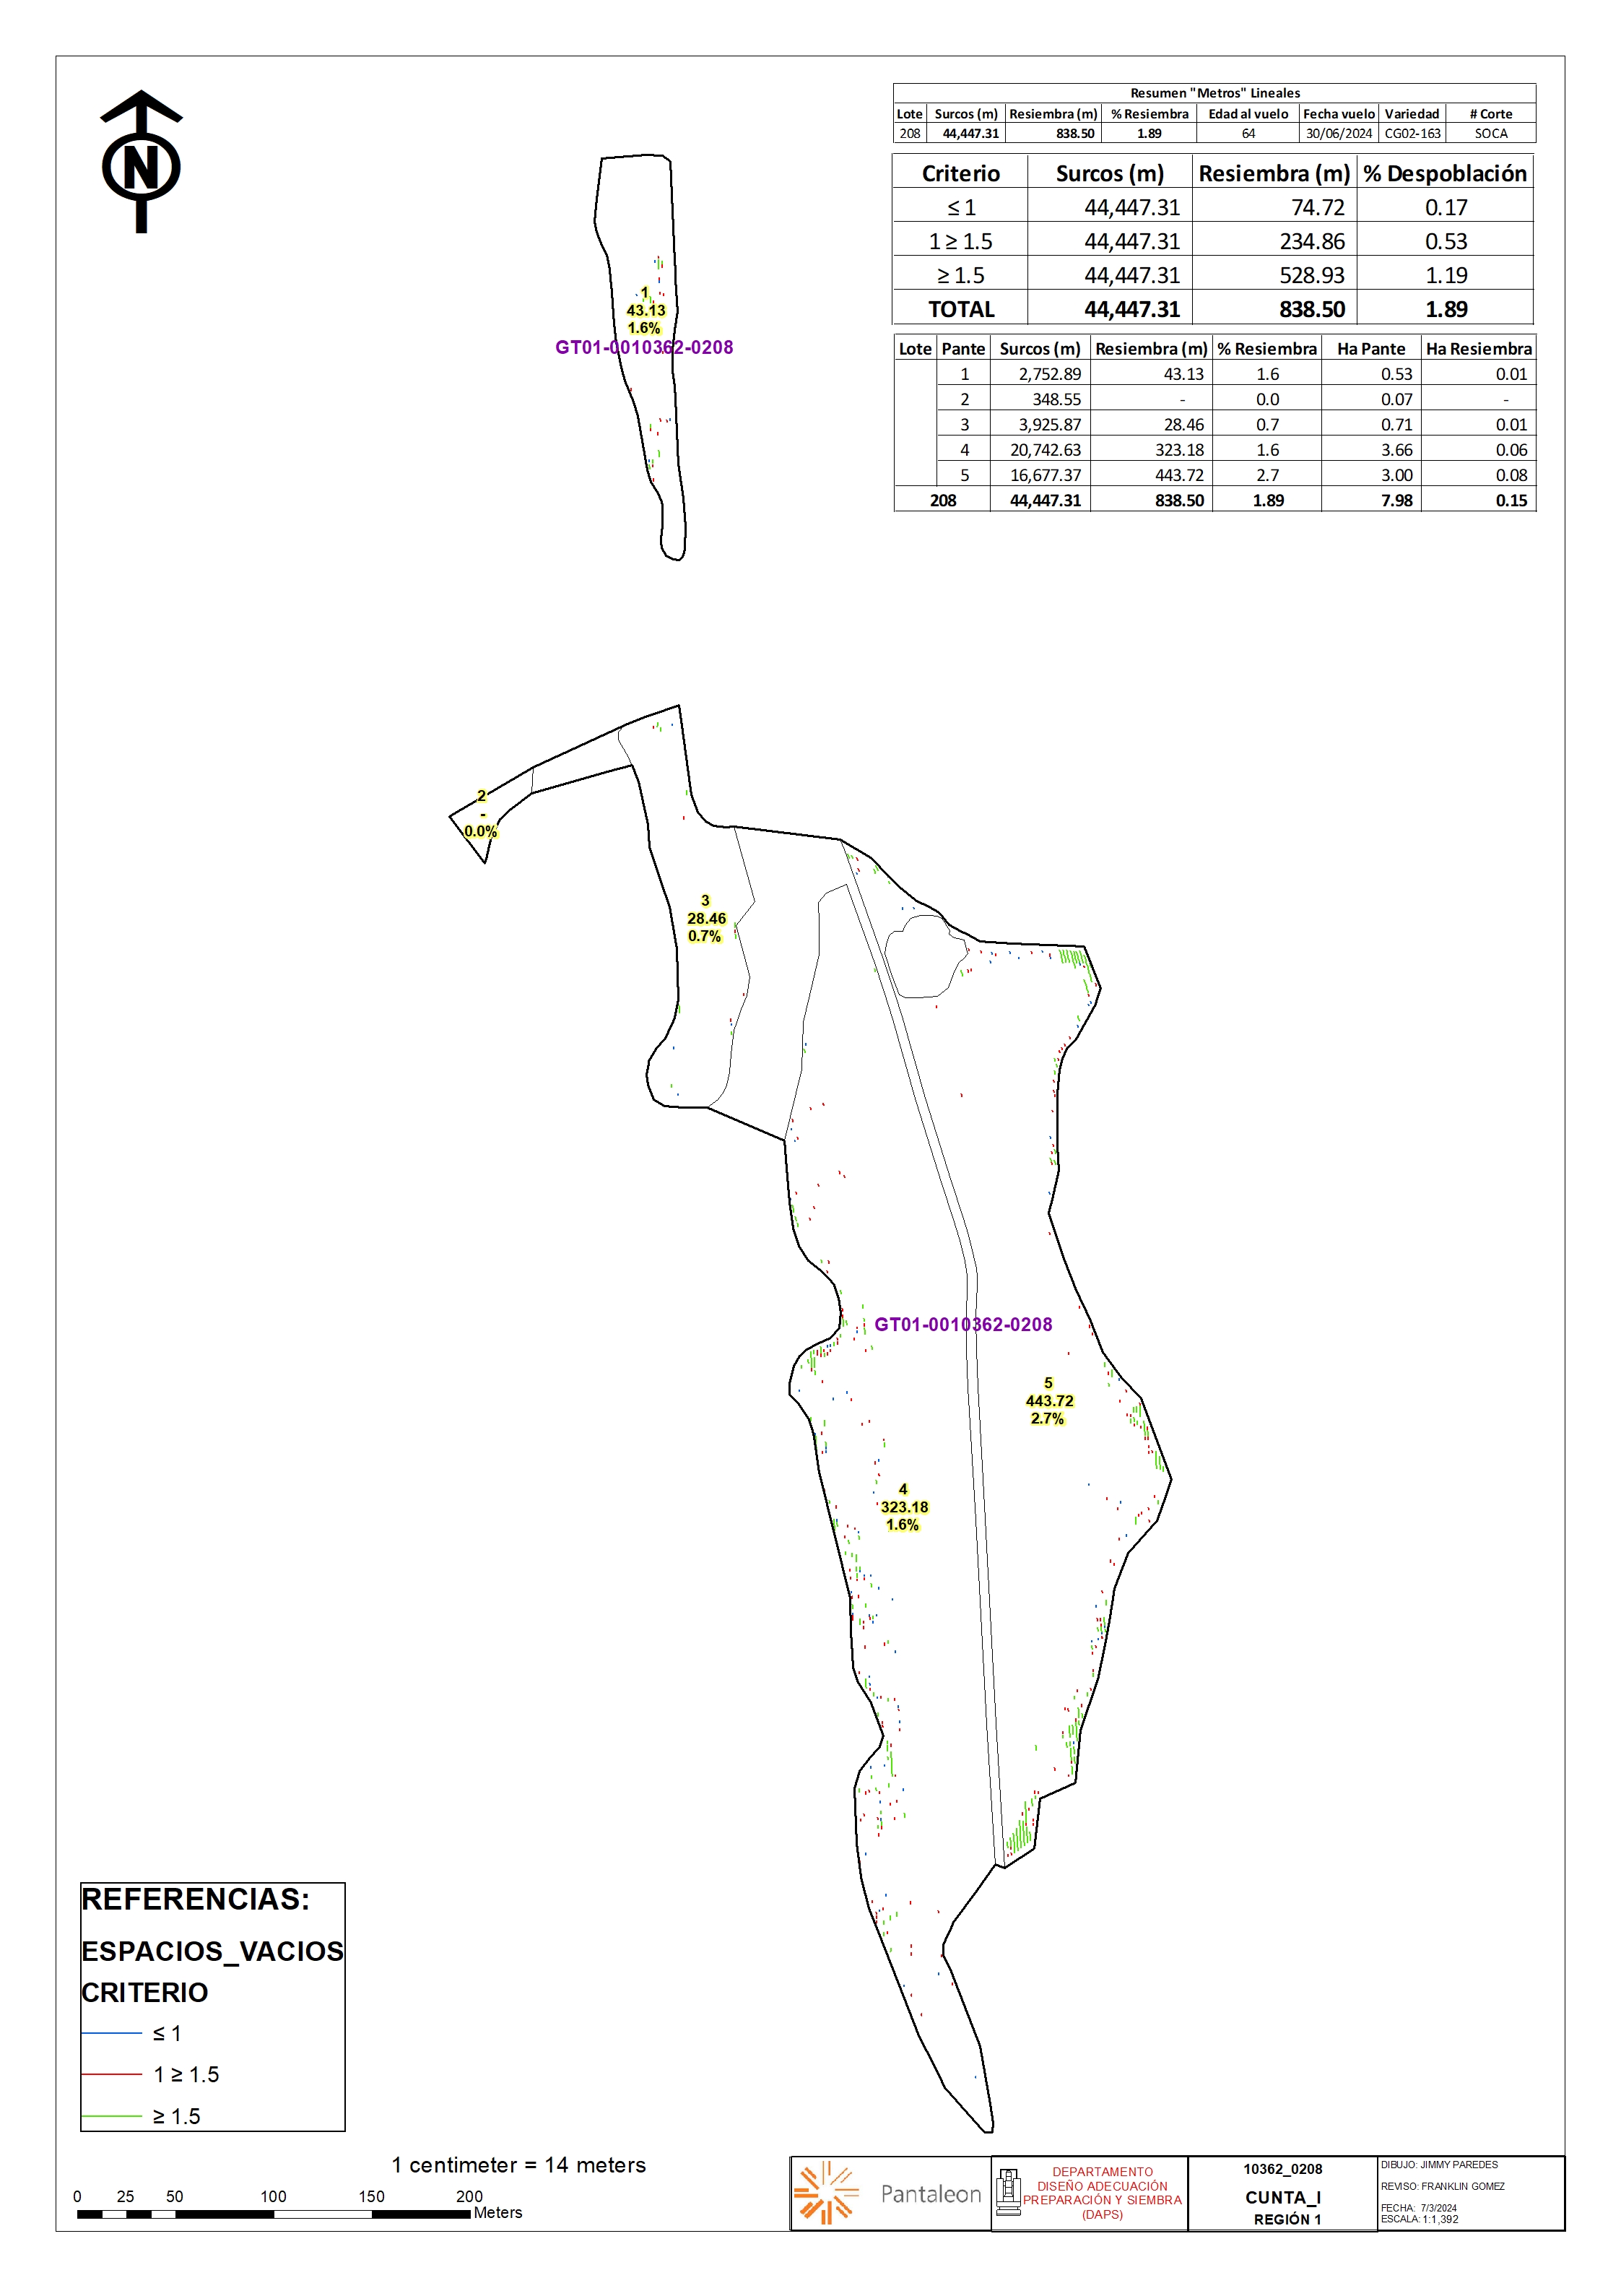 N
Resumen "Metros" Lineales
Lote Surcos (m) Resiembra (m) % Resiembra Edad al vuelo Fecha vuelo Variedad # Corte
208 44,447.31 838.50 1.89 64 30/06/2024 CG02-163 SOCA
Criterio Surcos (m) Resiembra (m) % Despoblación
≤ 1 44,447.31 74.72 0.17
1 ≥ 1.5 44,447.31 234.86 0.53
≥ 1.5 44,447.31 528.93 1.19
TOTAL 44,447.31 838.50 1.89
Lote Pante Surcos (m) Resiembra (m) % Resiembra Ha Pante Ha Resiembra
1 2,752.89 43.13 1.6 0.53 0.01
2 348.55 - 0.0 0.07 -
3 3,925.87 28.46 0.7 0.71 0.01
4 20,742.63 323.18 1.6 3.66 0.06
5 16,677.37 443.72 2.7 3.00 0.08
208 44,447.31 838.50 1.89 7.98 0.15
1
43.13
1.6%
GT01-0010362-0208
2
-
0.0%
3
28.46
0.7%
GT01-0010362-0208
5
443.72
2.7%
4
323.18
1.6%
REFERENCIAS:
ESPACIOS_VACIOS
CRITERIO
≤ 1
1 ≥ 1.5
≥ 1.5
1 centimeter = 14 meters
0 25 50 100 150 200
Meters
Pantaleon
DEPARTAMENTO
DISEÑO ADECUACIÓN
PREPARACIÓN Y SIEMBRA
(DAPS)
10362_0208
CUNTA_I
REGIÓN 1
DIBUJO: JIMMY PAREDES
REVISO: FRANKLIN GOMEZ
FECHA: 7/3/2024
ESCALA: 1:1,392